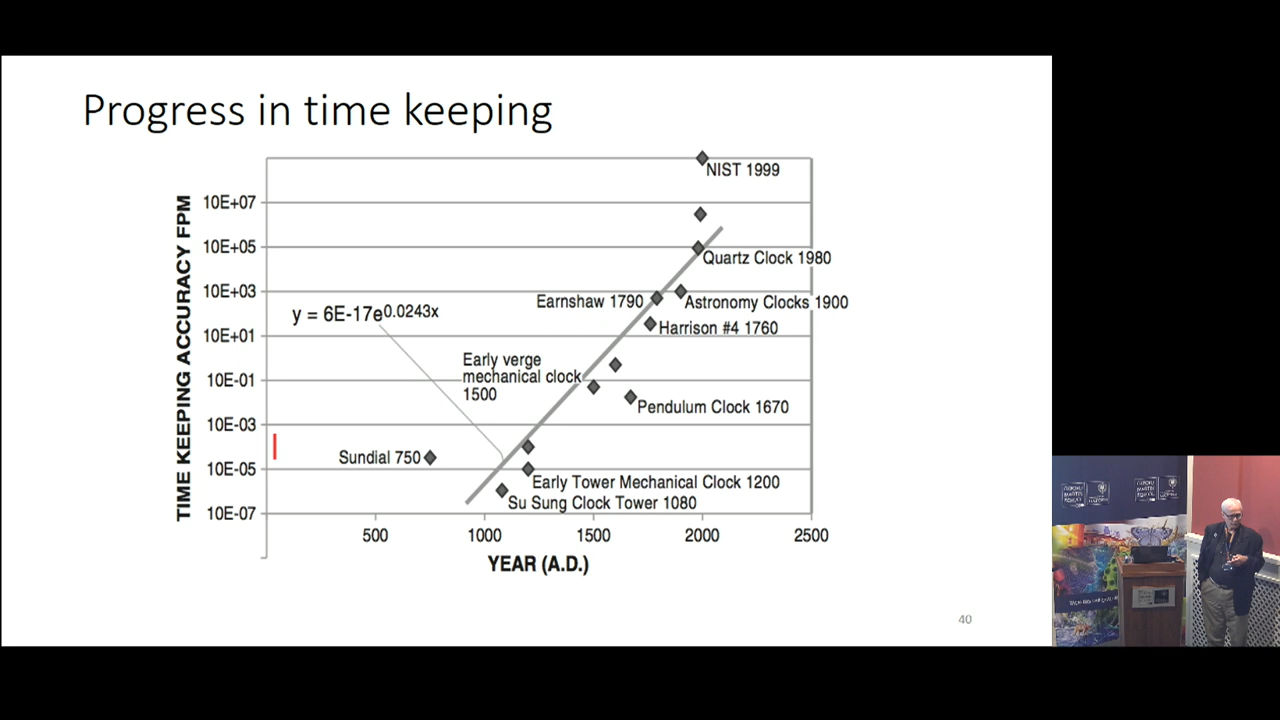 Progress in time keeping
TIME KEEPING ACCURACY FPM
10E+07
10E+05
10E+03
10E+01
10E-01
10E-03
10E-05
10E-07
NIST 1999
Quartz Clock 1980
Earnshaw 1790
Astronomy Clocks 1900
y = 6E-17e0.0243x
Harrison #4 1760
Early verge
mechanical clock
1500
Pendulum Clock 1670
Sundial 750
Early Tower Mechanical Clock 1200
Su Sung Clock Tower 1080
500
1000
1500
2000
2500
YEAR (A.D.)
40